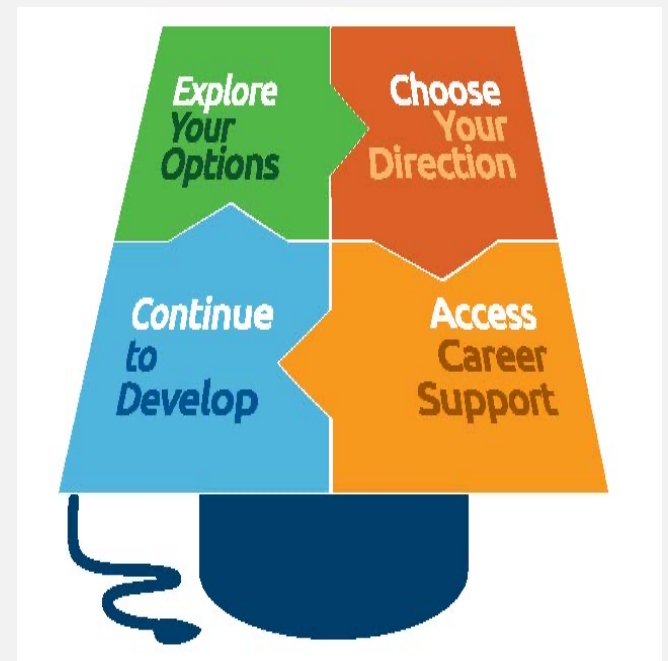 Explore
Your
Options
Choose
Your
Direction
Continue
to
Develop
Access
Career
Support